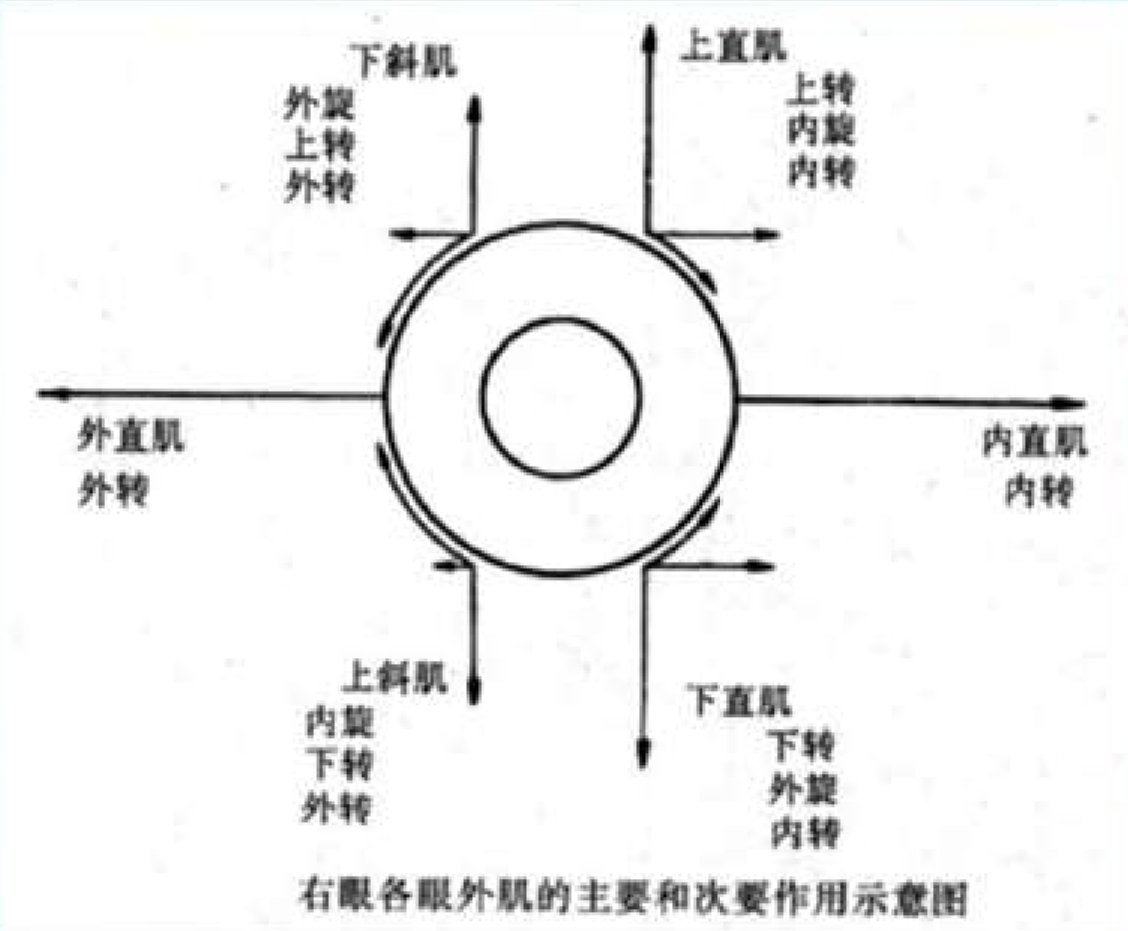 下斜肌
外旋
上转
外转
上直肌
上转
内旋
内转
外直肌
外转
内直肌
内转
上斜肌
内旋
下转
外转
下直肌
下转
外旋
内转
右眼各眼外肌的主要和次要作用示意图